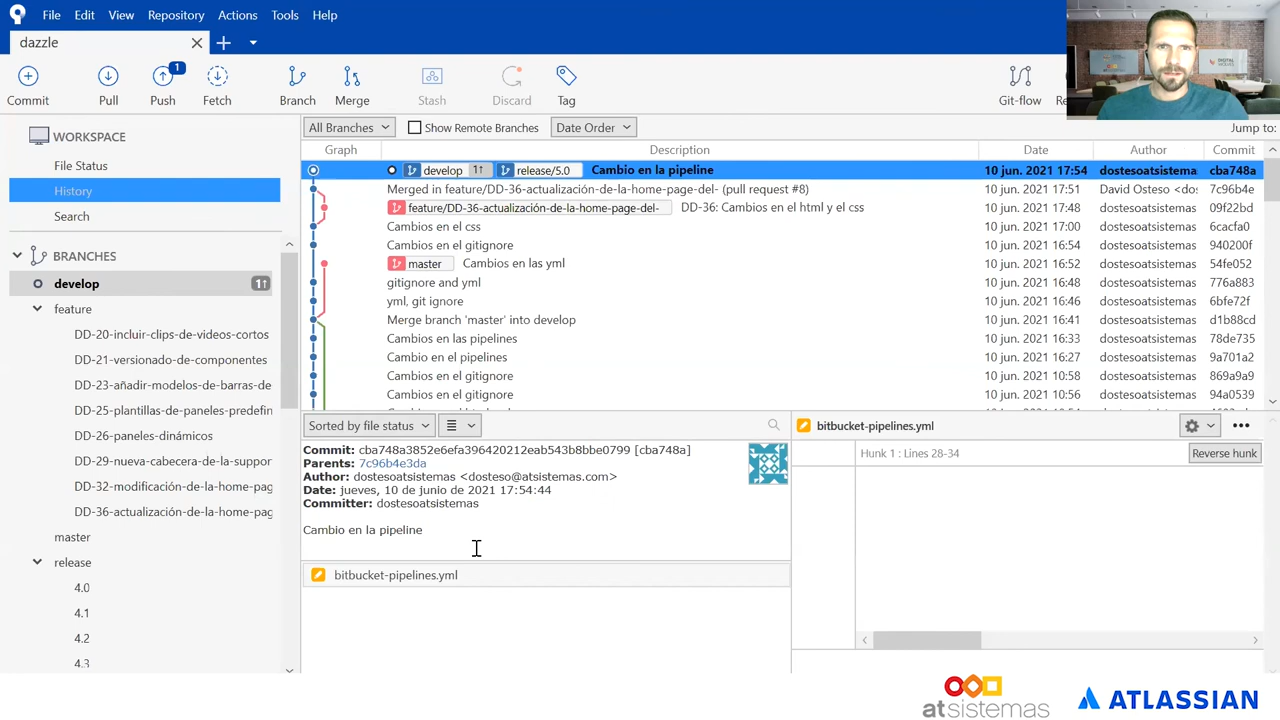 File Edit View Repository Actions Tools Help
dazzle
Commit Pull 1 Push Fetch Branch Merge Stash Discard Tag Git-flow
All Branches Show Remote Branches Date Order Jump to:
Graph Description Date Author Commit
develop 1↑ release/5.0 Cambio en la pipeline 10 jun. 2021 17:54 dostesoatsistemas cba748a
Merged in feature/DD-36-actualización-de-la-home-page-del- (pull request #8) 10 jun. 2021 17:51 David Osteso <dos 7c96b4e
feature/DD-36-actualización-de-la-home-page-del- DD-36: Cambios en el html y el css 10 jun. 2021 17:48 dostesoatsistemas 09f22bd
Cambios en el css 10 jun. 2021 17:00 dostesoatsistemas 6cacfa0
Cambios en el gitignore 10 jun. 2021 16:54 dostesoatsistemas 940200f
master Cambios en las yml 10 jun. 2021 16:52 dostesoatsistemas 54fe052
gitignore and yml 10 jun. 2021 16:48 dostesoatsistemas 776a883
yml, git ignore 10 jun. 2021 16:46 dostesoatsistemas 6bfe72f
Merge branch 'master' into develop 10 jun. 2021 16:41 dostesoatsistemas d1b88cd
Cambios en las pipelines 10 jun. 2021 16:33 dostesoatsistemas 78de735
Cambio en el pipelines 10 jun. 2021 16:27 dostesoatsistemas 9a701a2
Cambios en el gitignore 10 jun. 2021 10:58 dostesoatsistemas 869a9a9
Cambios en el gitignore 10 jun. 2021 10:56 dostesoatsistemas 94a0539
WORKSPACE
File Status
History
Search
BRANCHES
develop 1↑
feature
DD-20-incluir-clips-de-videos-cortos
DD-21-versionado-de-componentes
DD-23-añadir-modelos-de-barras-de
DD-25-plantillas-de-paneles-predefin
DD-26-paneles-dinámicos
DD-29-nueva-cabecera-de-la-suppor
DD-32-modificación-de-la-home-pag
DD-36-actualización-de-la-home-pag
master
release
4.0
4.1
4.2
4.3
Sorted by file status
Commit: cba748a3852e6efa396420212eab543b8bbe0799 [cba748a]
Parents: 7c96b4e3da
Author: dostesoatsistemas <dosteso@atsistemas.com>
Date: jueves, 10 de junio de 2021 17:54:44
Committer: dostesoatsistemas
Cambio en la pipeline
bitbucket-pipelines.yml
bitbucket-pipelines.yml
Hunk 1 : Lines 28-34 Reverse hunk
atsistemas ATLASSIAN